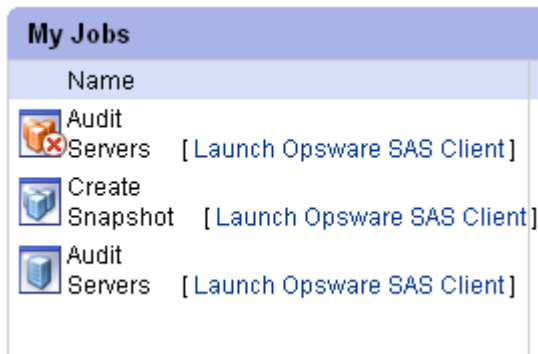 My Jobs
Name
Audit
Servers [ Launch Opsware SAS Client ]
Create
Snapshot [ Launch Opsware SAS Client ]
Audit
Servers [ Launch Opsware SAS Client ]